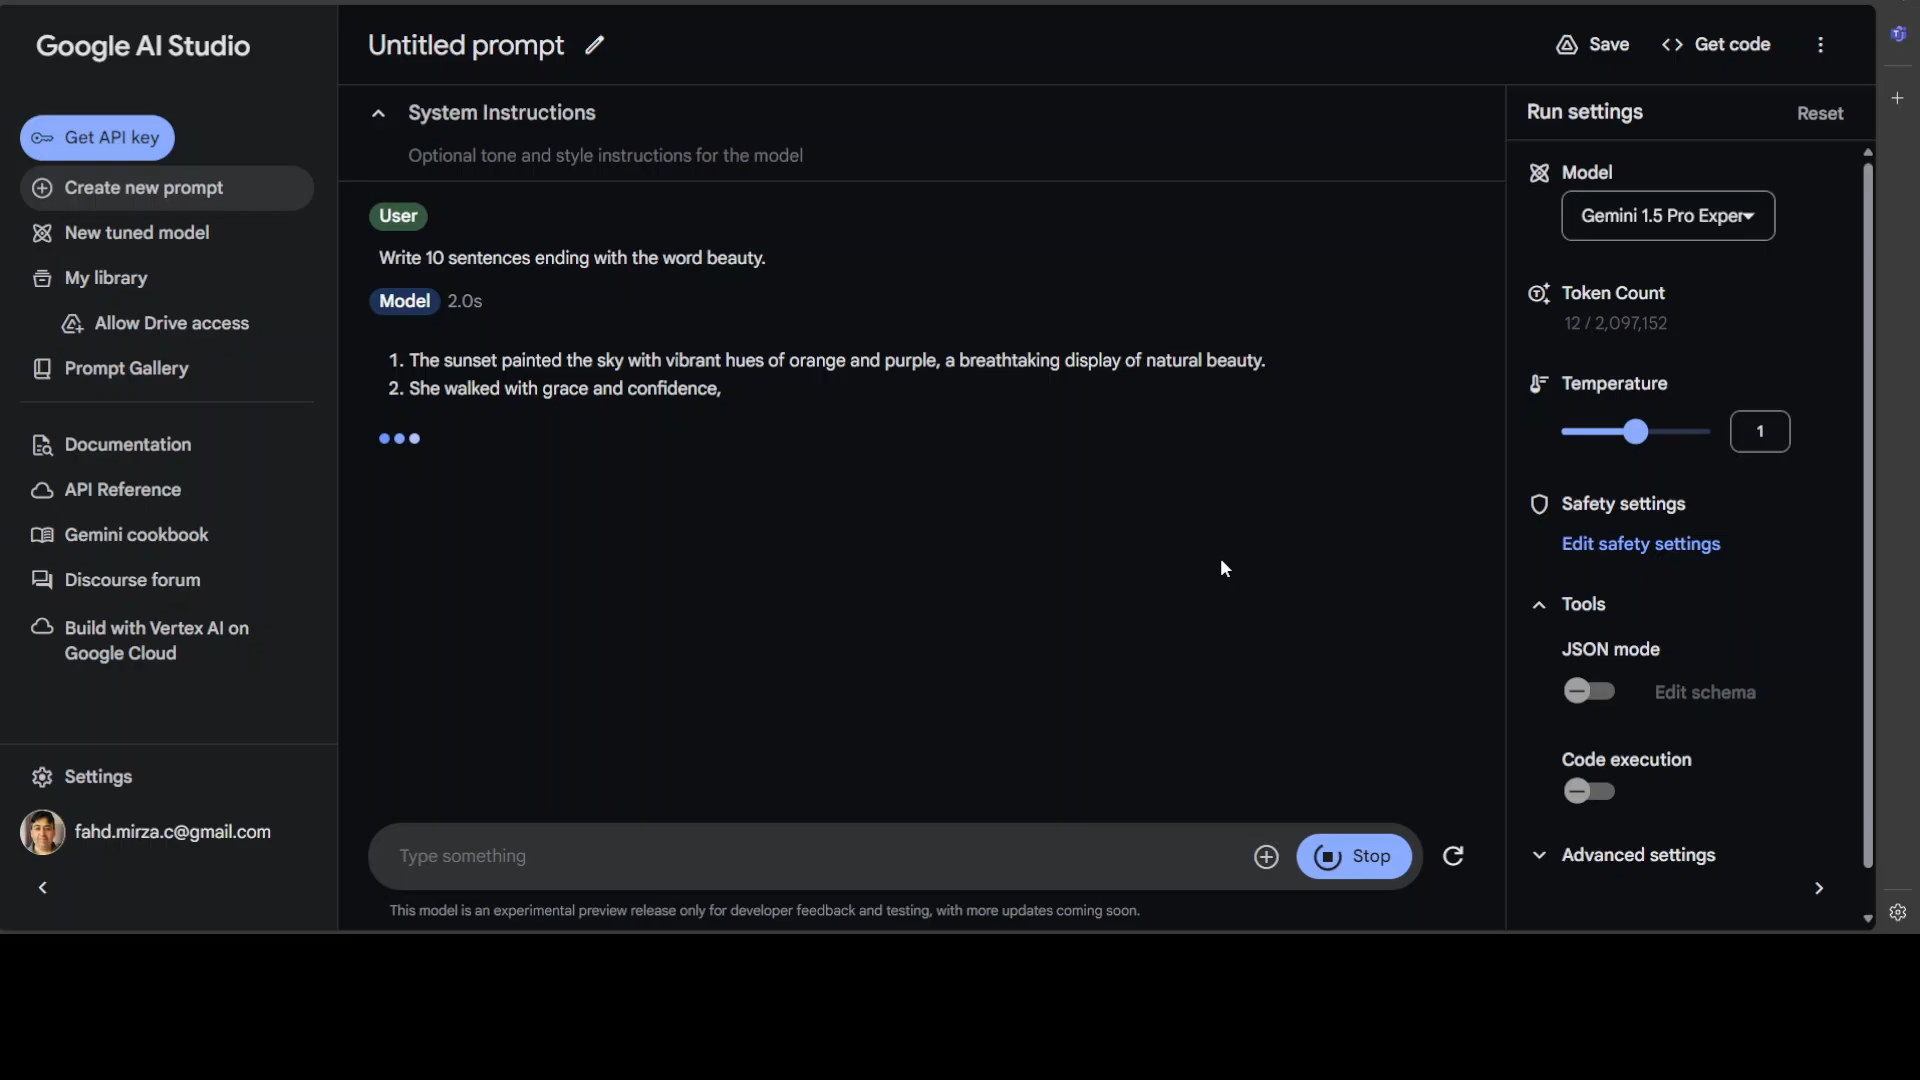 Google AI Studio
Get API key
Create new prompt
New tuned model
My library
Allow Drive access
Prompt Gallery
Documentation
API Reference
Gemini cookbook
Discourse forum
Build with Vertex AI on
Google Cloud
Settings
fahd.mirza.c@gmail.com
Untitled prompt
Save
<> Get code
System Instructions
Optional tone and style instructions for the model
User
Write 10 sentences ending with the word beauty.
Model 2.0s
1. The sunset painted the sky with vibrant hues of orange and purple, a breathtaking display of natural beauty.
2. She walked with grace and confidence,
Type something
Stop
This model is an experimental preview release only for developer feedback and testing, with more updates coming soon.
Run settings
Reset
Model
Gemini 1.5 Pro Exper
Token Count
12 / 2,097,152
Temperature
1
Safety settings
Edit safety settings
Tools
JSON mode
Edit schema
Code execution
Advanced settings